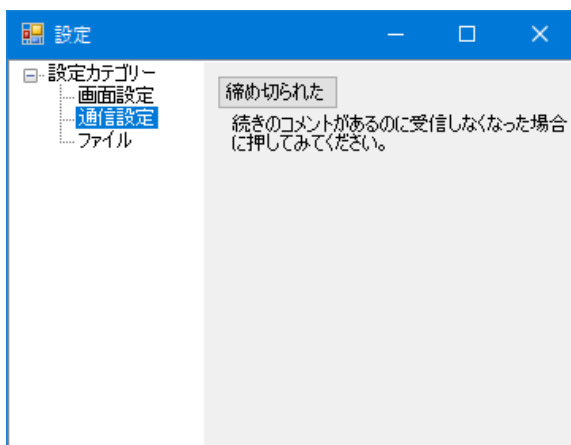 設定
設定カテゴリー
画面設定
通信設定
ファイル
締め切られた
続きのコメントがあるのに受信しなくなった場合
に押してみてください。